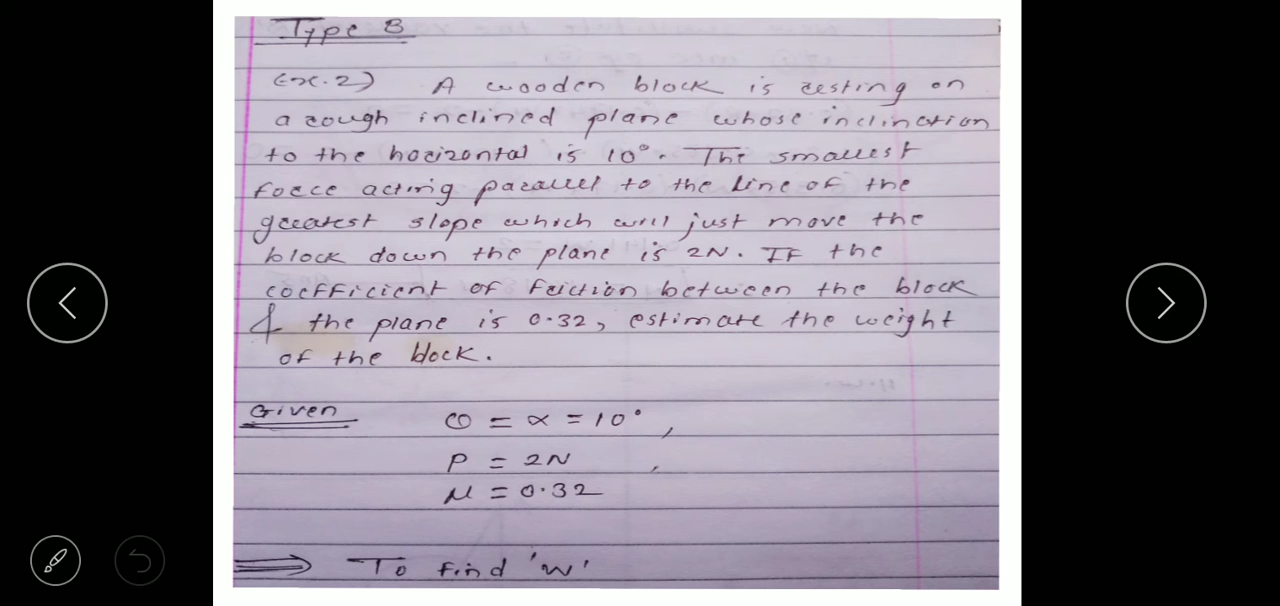 Type B
Ex.2) A wooden block is resting on
a rough inclined plane whose inclination
to the horizontal is 10°. The smallest
force acting parallel to the line of the
greatest slope which will just move the
block down the plane is 2N. IF the
coefficient of friction between the block
& the plane is 0.32, estimate the weight
of the block.
Given Θ = α = 10°,
P = 2N ,
μ = 0.32
⟹ To find 'W'